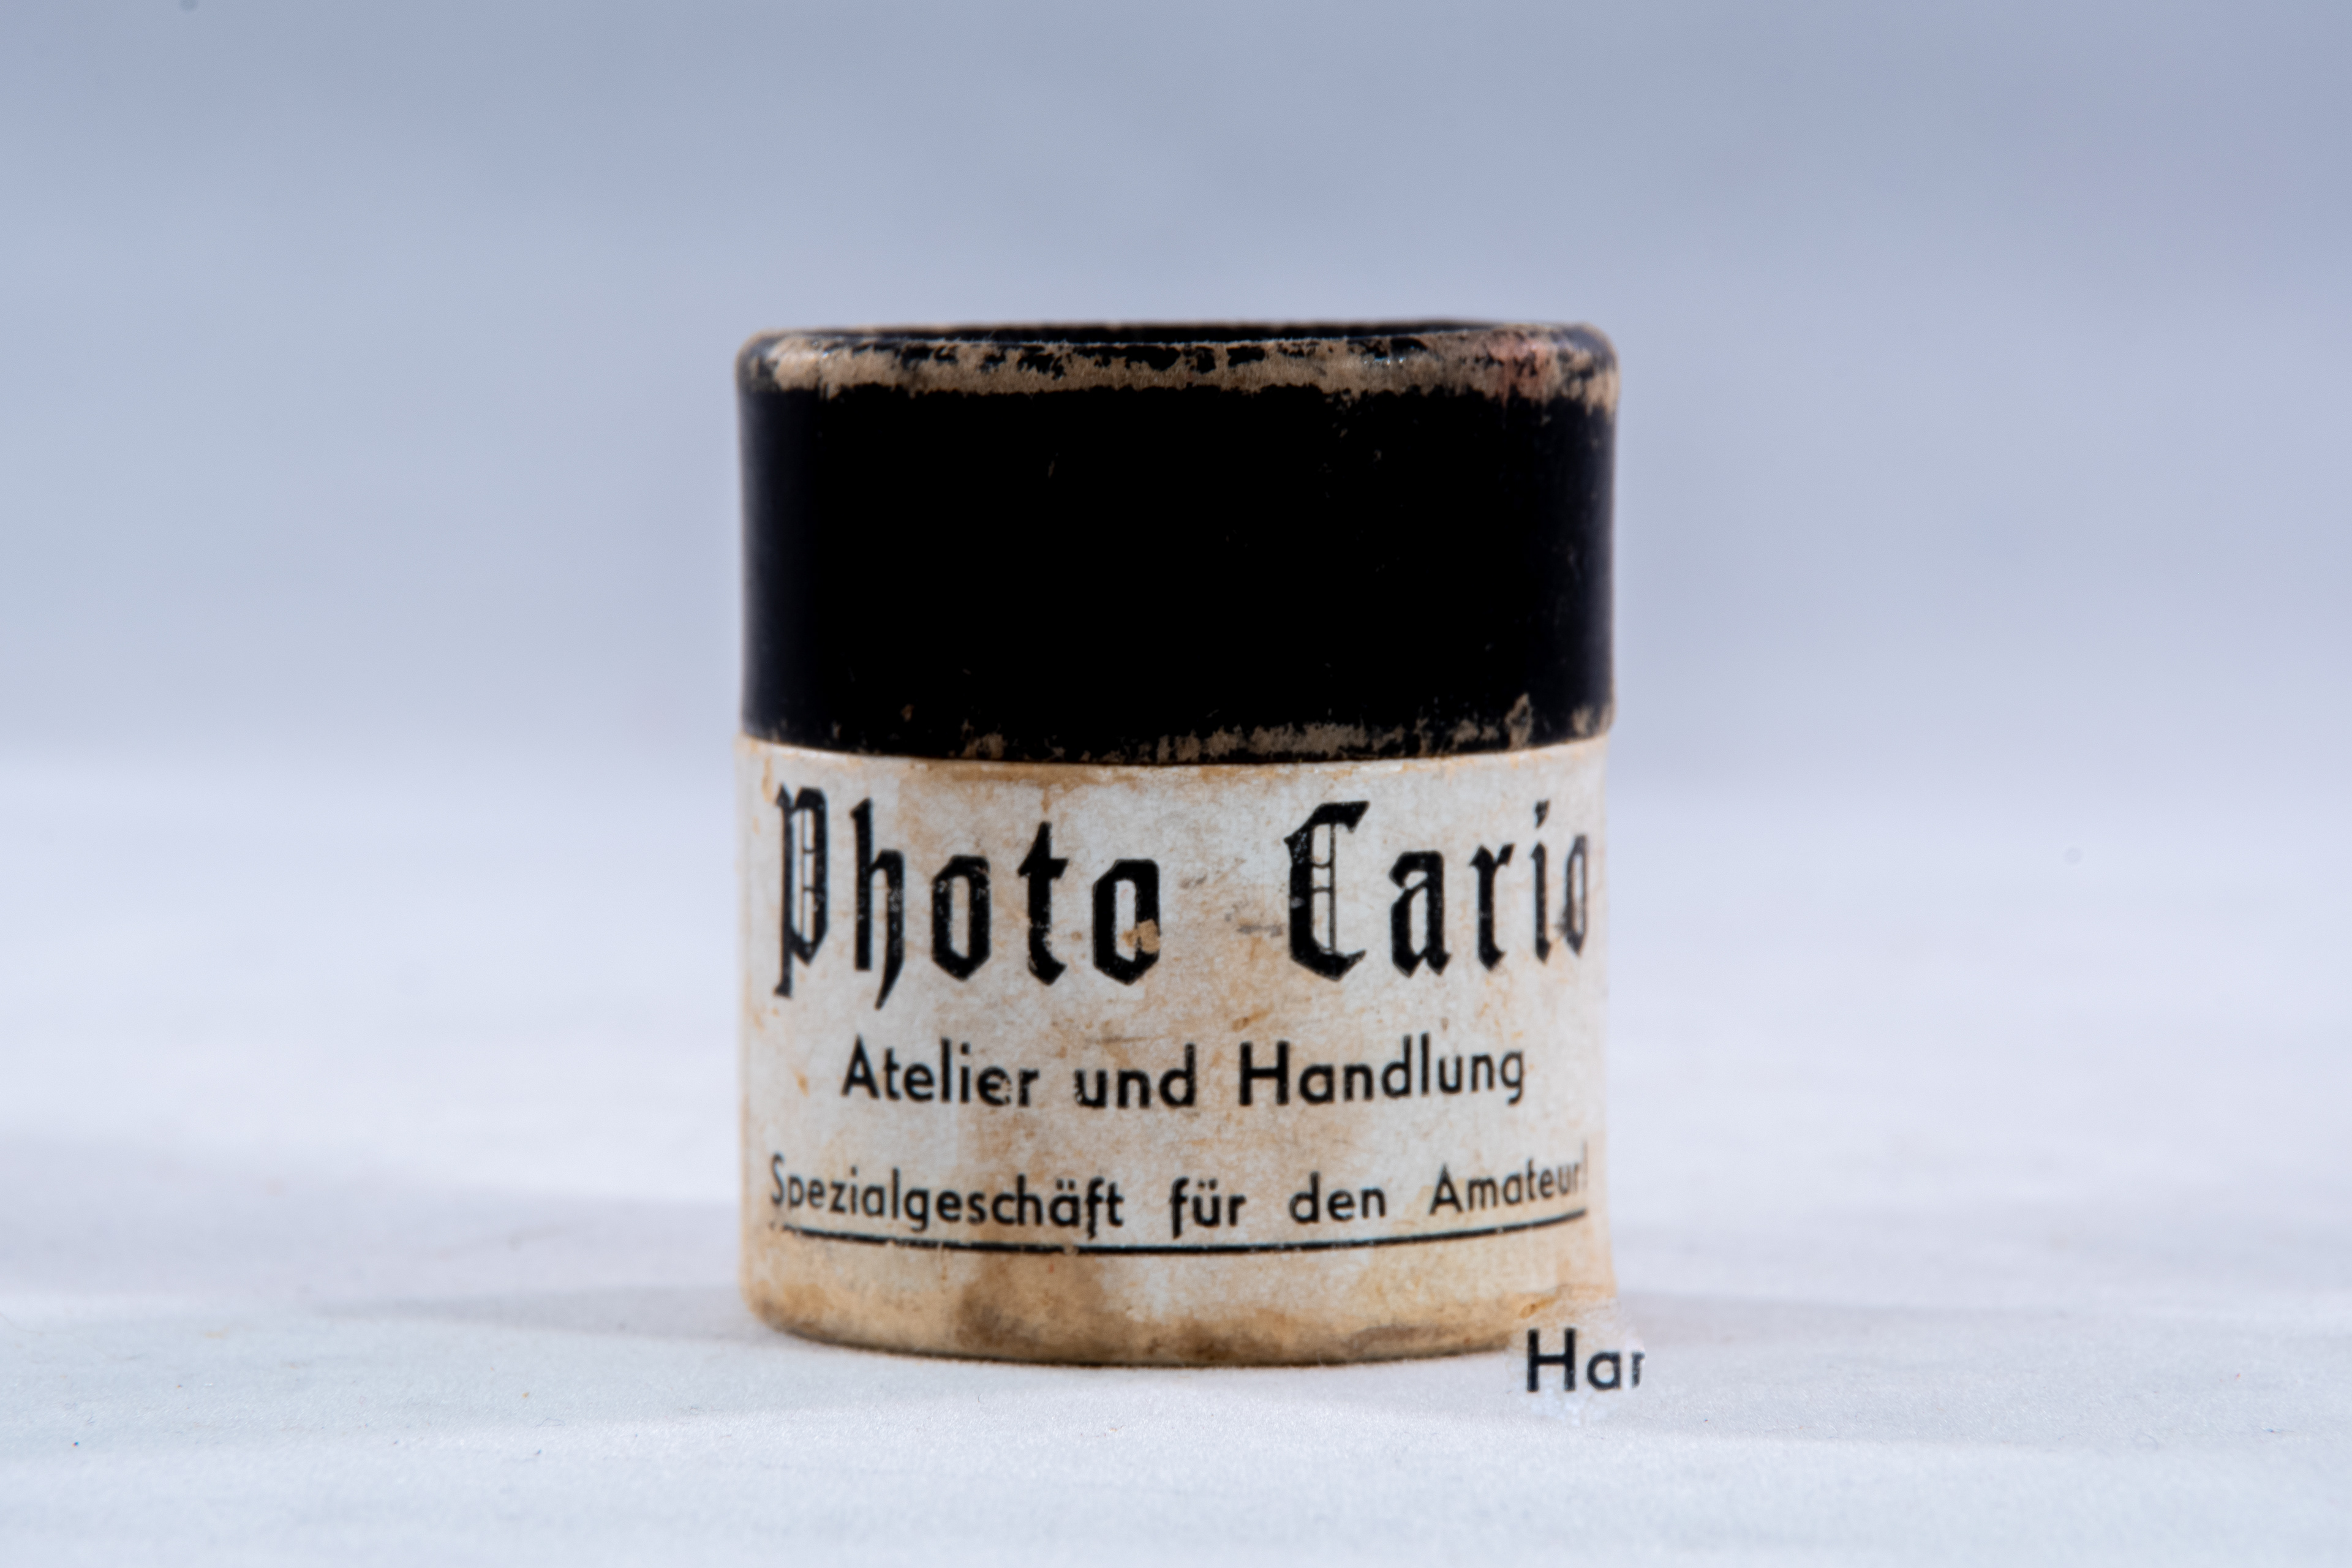 Photo Cario
Atelier und Handlung
Spezialgeschäft für den Amateur!
Har